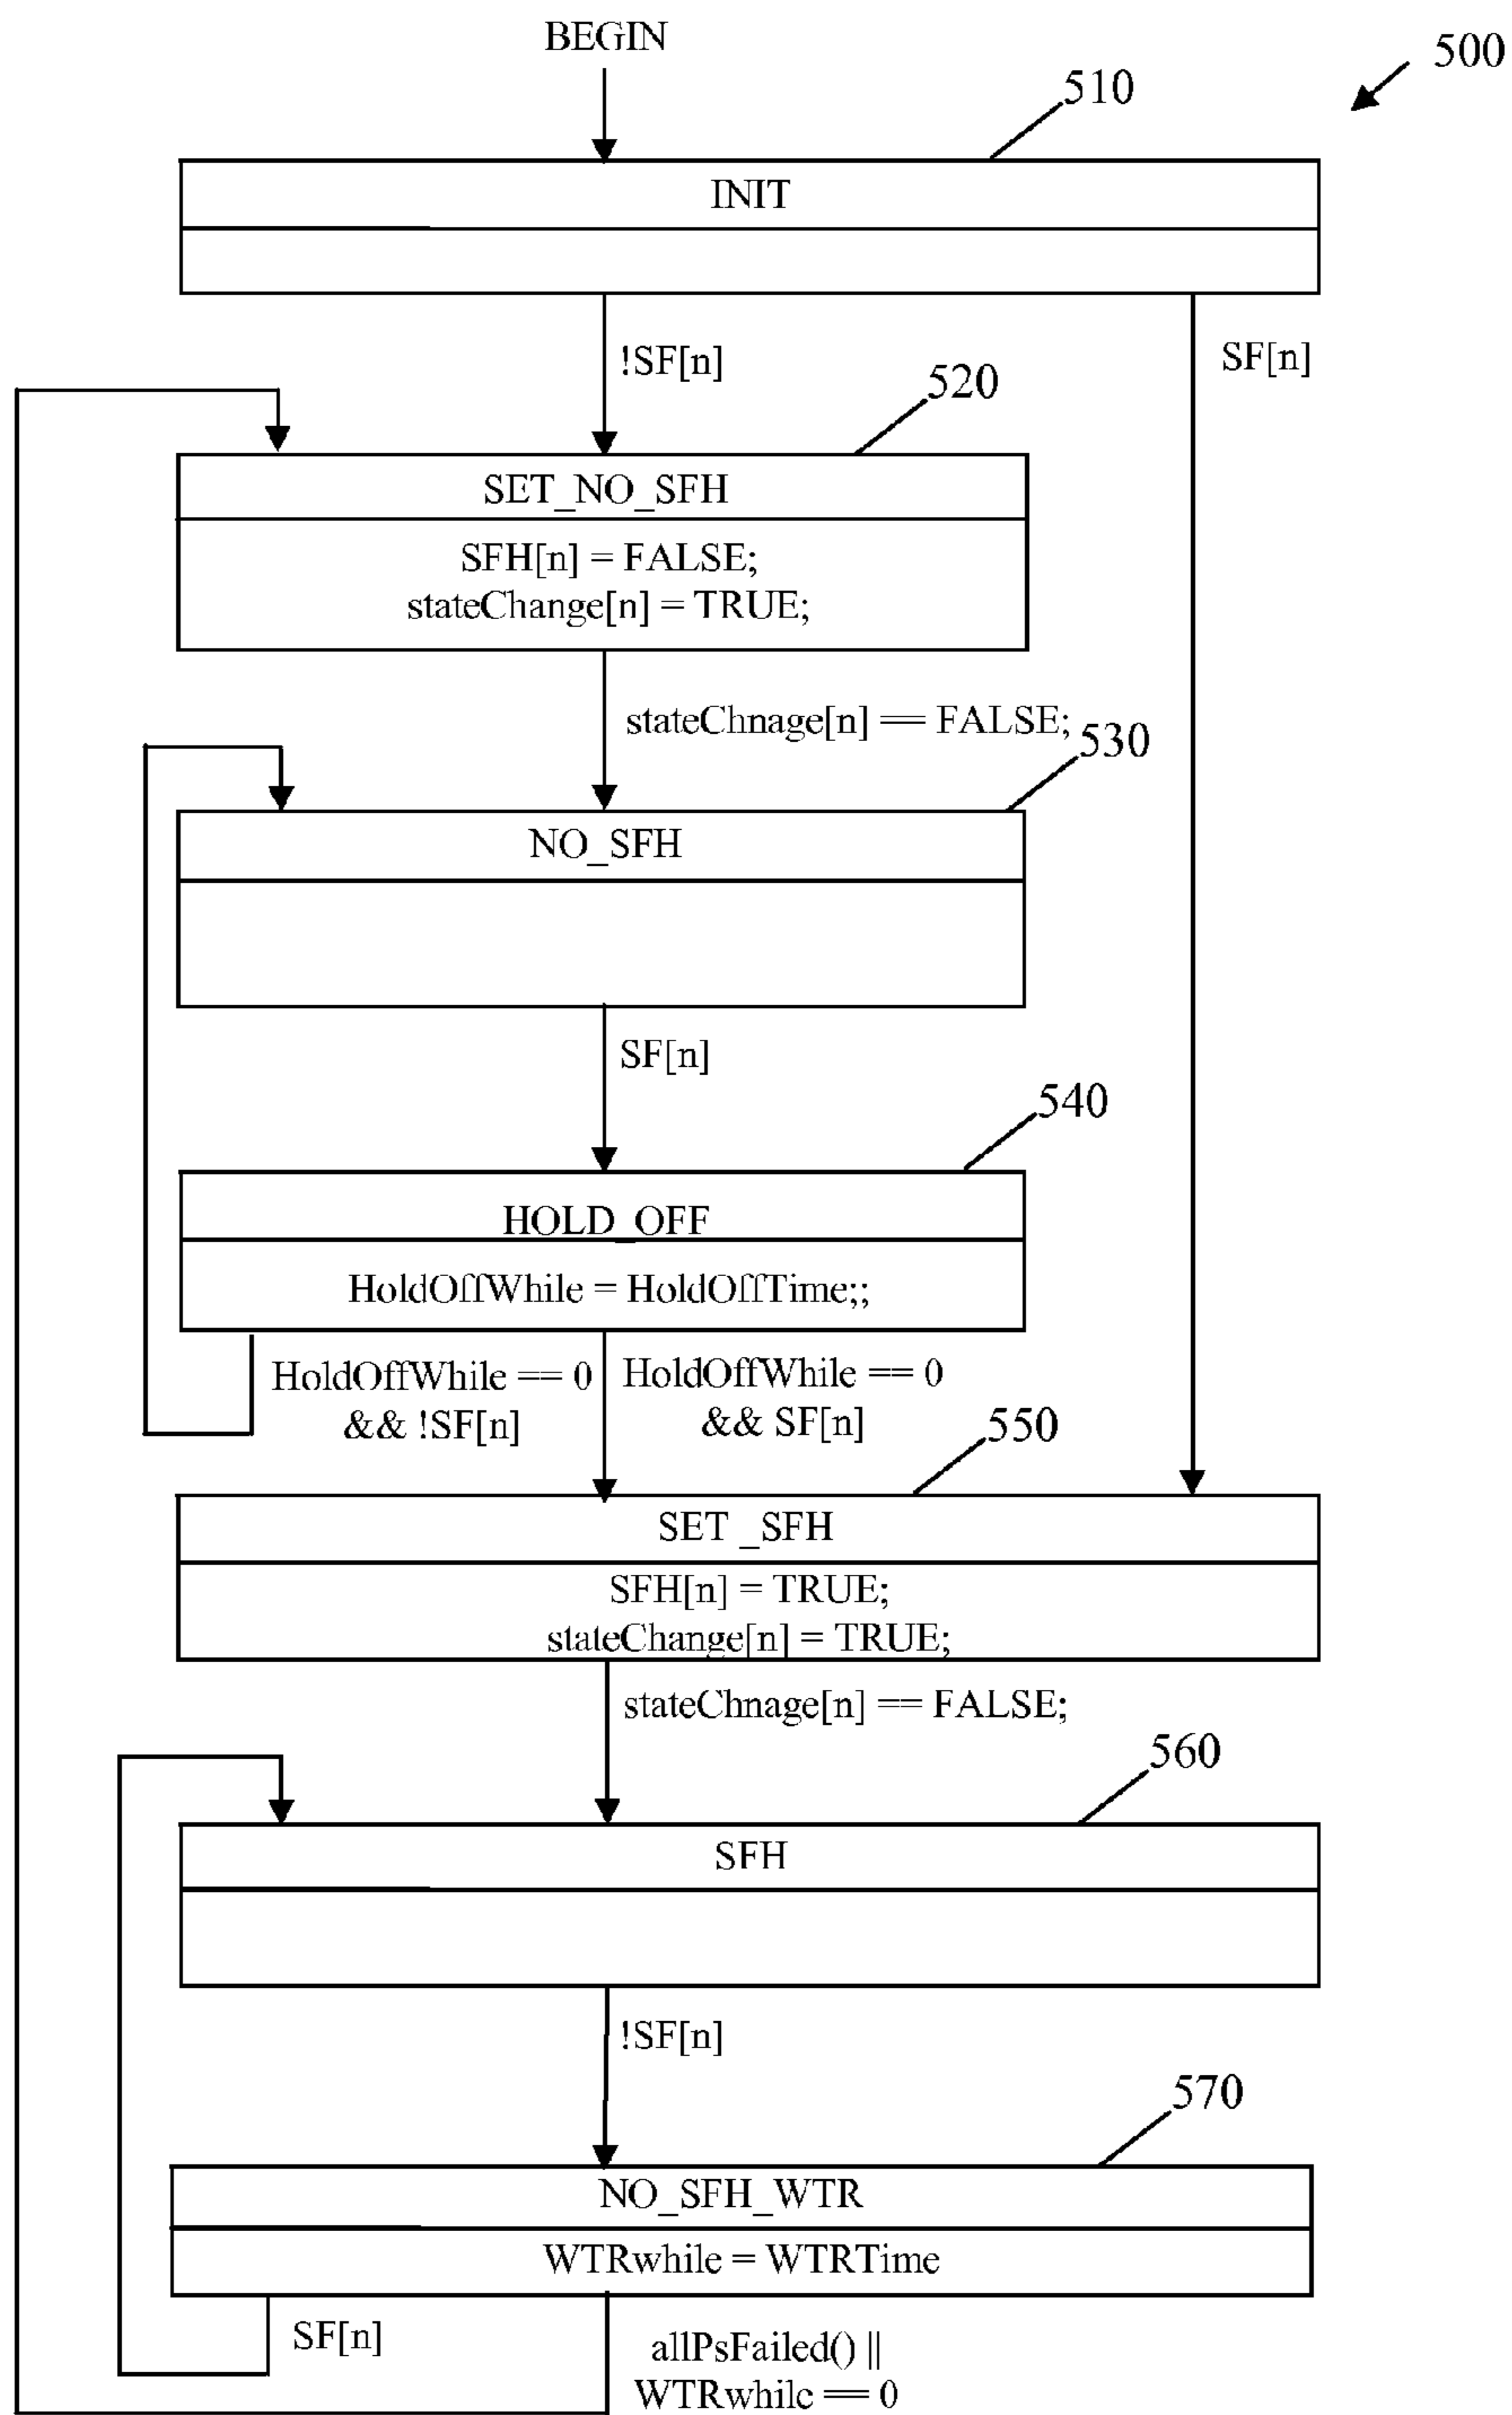 BEGIN
500
510
INIT
!SF[n]
SF[n]
520
SET_NO_SFH
SFH[n] = FALSE;
stateChange[n] = TRUE;
stateChnage[n] == FALSE;
530
NO_SFH
SF[n]
540
HOLD_OFF
HoldOffWhile = HoldOffTime;;
HoldOffWhile == 0
&& !SF[n]
HoldOffWhile == 0
&& SF[n]
550
SET _SFH
SFH[n] = TRUE;
stateChange[n] = TRUE;
stateChnage[n] == FALSE;
560
SFH
!SF[n]
570
NO_SFH_WTR
WTRwhile = WTRTime
SF[n]
allPsFailed() ||
WTRwhile == 0